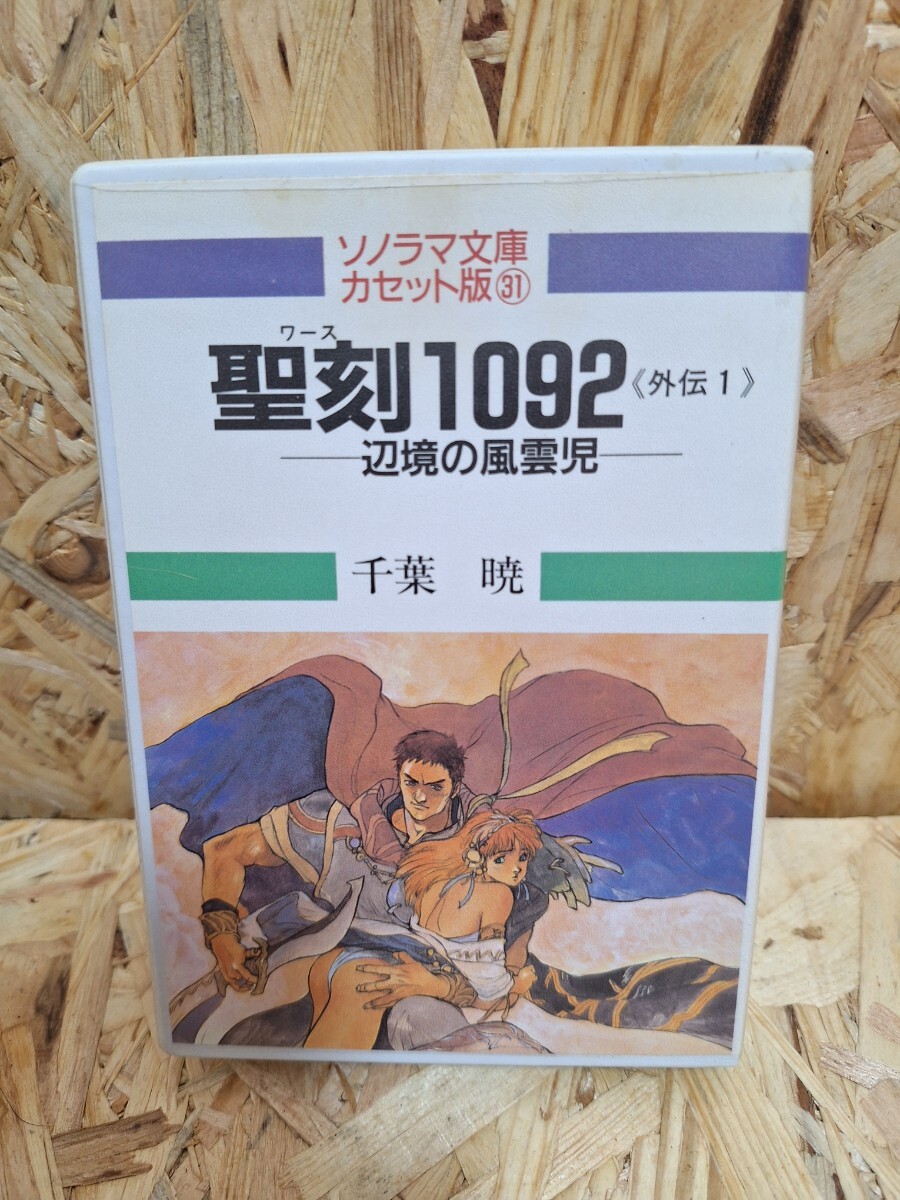 ソノラマ文庫
カセット版㉛
ワース
聖刻1092《外伝1》
―辺境の風雲児―
千葉 暁